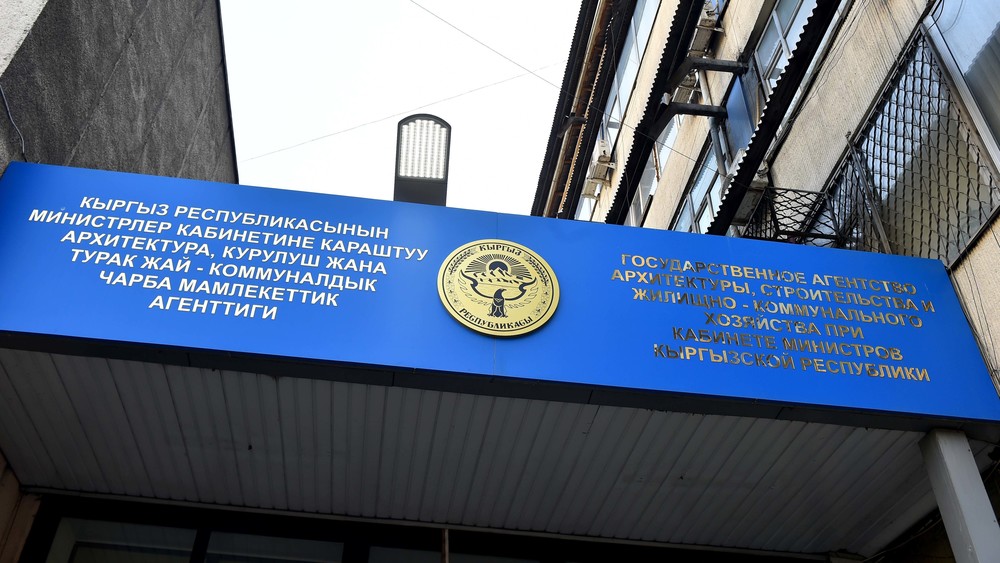 КЫРГЫЗ РЕСПУБЛИКАСЫНЫН
МИНИСТРЛЕР КАБИНЕТИНЕ КАРАШТУУ
АРХИТЕКТУРА, КУРУЛУШ ЖАНА
ТУРАК ЖАЙ - КОММУНАЛДЫК
ЧАРБА МАМЛЕКЕТТИК
АГЕНТТИГИ
КЫРГЫЗ
РЕСПУБЛИКАСЫ
ГОСУДАРСТВЕННОЕ АГЕНТСТВО
АРХИТЕКТУРЫ, СТРОИТЕЛЬСТВА И
ЖИЛИЩНО - КОММУНАЛЬНОГО
ХОЗЯЙСТВА ПРИ
КАБИНЕТЕ МИНИСТРОВ
КЫРГЫЗСКОЙ РЕСПУБЛИКИ